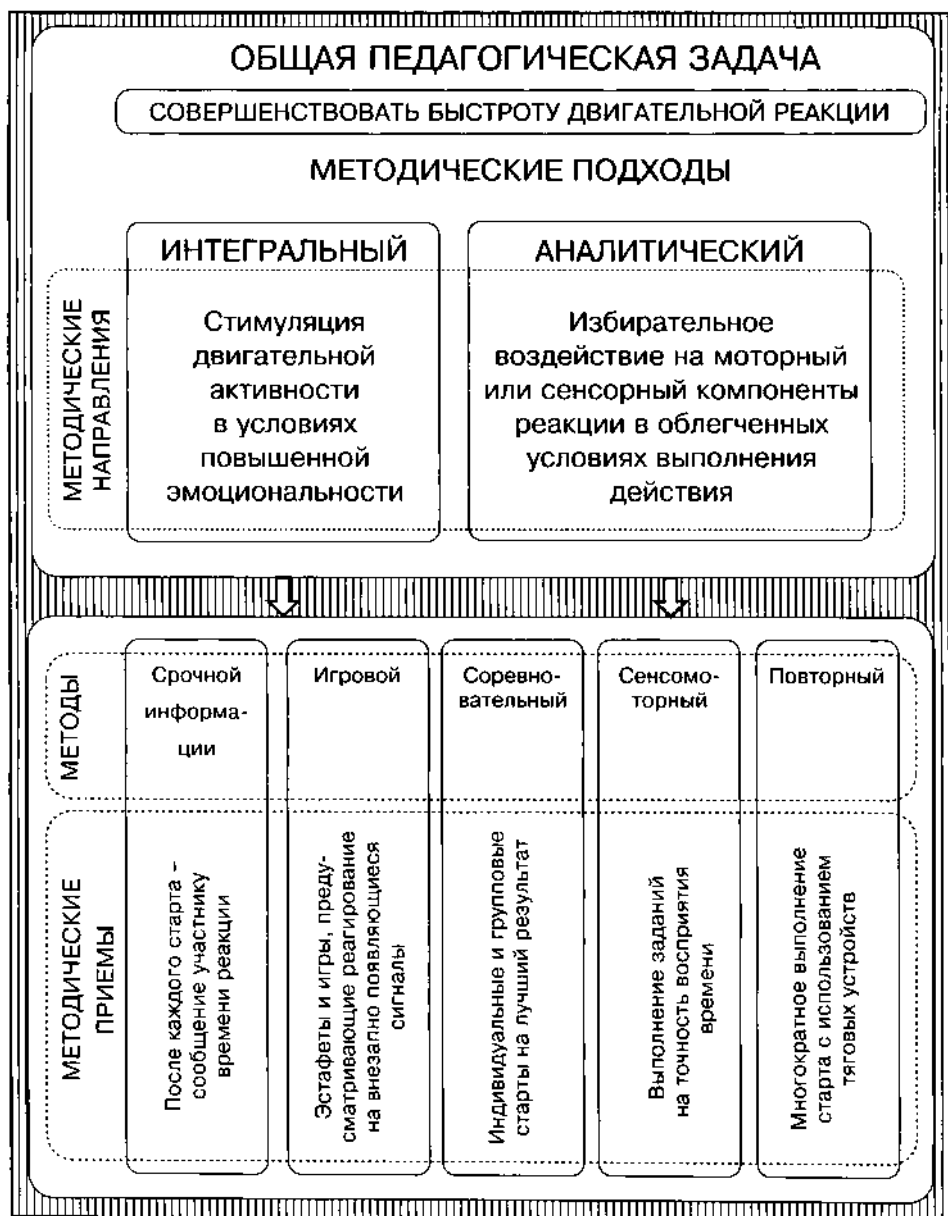 ОБЩАЯ ПЕДАГОГИЧЕСКАЯ ЗАДАЧА
СОВЕРШЕНСТВОВАТЬ БЫСТРОТУ ДВИГАТЕЛЬНОЙ РЕАКЦИИ
МЕТОДИЧЕСКИЕ ПОДХОДЫ
ИНТЕГРАЛЬНЫЙ
АНАЛИТИЧЕСКИЙ
МЕТОДИЧЕСКИЕ
НАПРАВЛЕНИЯ
Стимуляция
двигательной
активности
в условиях
повышенной
эмоциональности
Избирательное
воздействие на моторный
или сенсорный компоненты
реакции в облегченных
условиях выполнения
действия
МЕТОДЫ
Срочной
информа-
ции
Игровой
Соревно-
вательный
Сенсомо-
торный
Повторный
МЕТОДИЧЕСКИЕ
ПРИЕМЫ
После каждого старта –
сообщение участнику
времени реакции
Эстафеты и игры, преду-
сматривающие реагирование
на внезапно появляющиеся
сигналы
Индивидуальные и групповые
старты на лучший результат
Выполнение заданий
на точность восприятия
времени
Многократное выполнение
старта с использованием
тяговых устройств